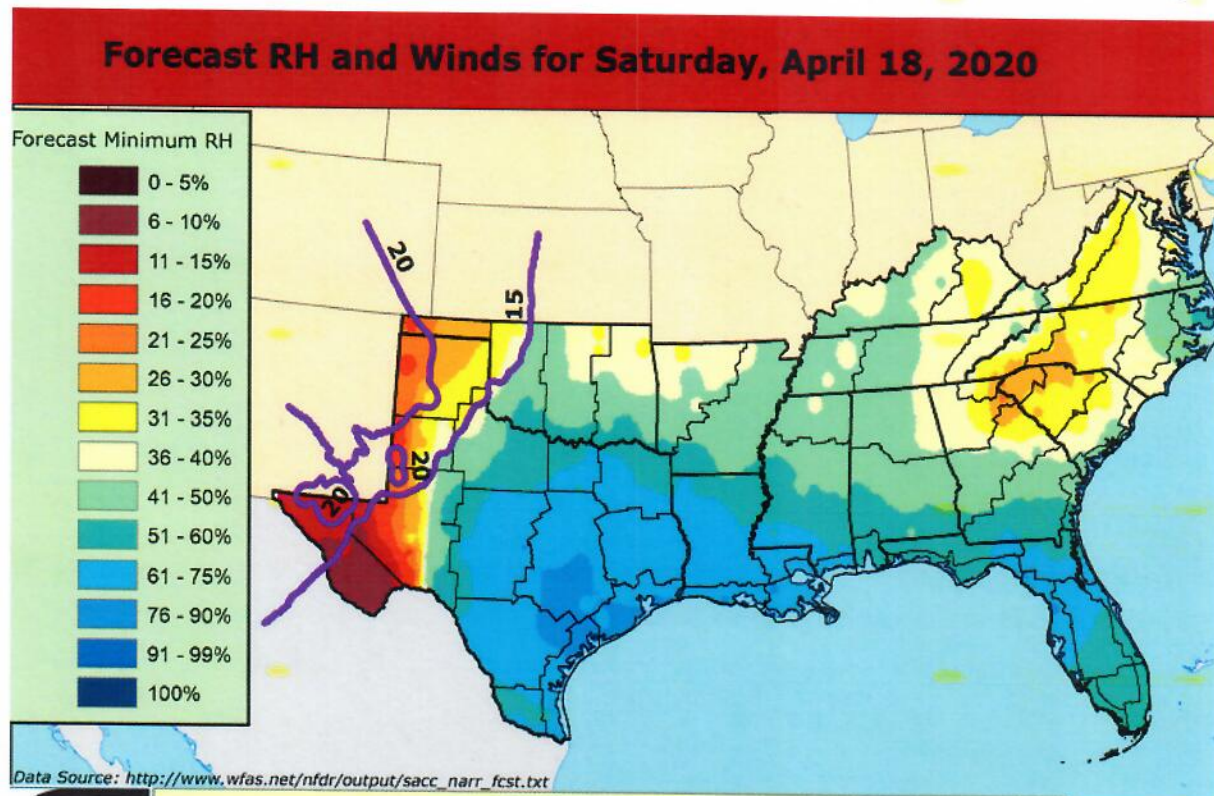 Forecast RH and Winds for Saturday, April 18, 2020
Forecast Minimum RH
0 - 5%
6 - 10%
11 - 15%
16 - 20%
21 - 25%
26 - 30%
31 - 35%
36 - 40%
41 - 50%
51 - 60%
61 - 75%
76 - 90%
91 - 99%
100%
20
15
20
20
Data Source: http://www.wfas.net/nfdr/output/sacc_narr_fcst.txt